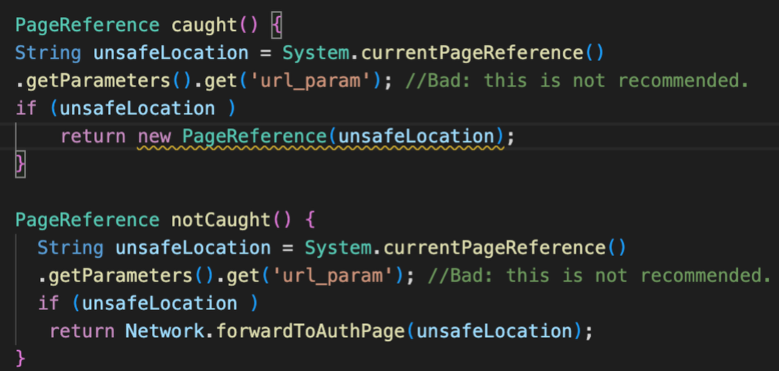 PageReference caught() {
String unsafeLocation = System.currentPageReference()
.getParameters().get('url_param'); //Bad: this is not recommended.
if (unsafeLocation )
return new PageReference(unsafeLocation);
}
PageReference notCaught() {
String unsafeLocation = System.currentPageReference()
.getParameters().get('url_param'); //Bad: this is not recommended.
if (unsafeLocation )
return Network.forwardToAuthPage(unsafeLocation);
}